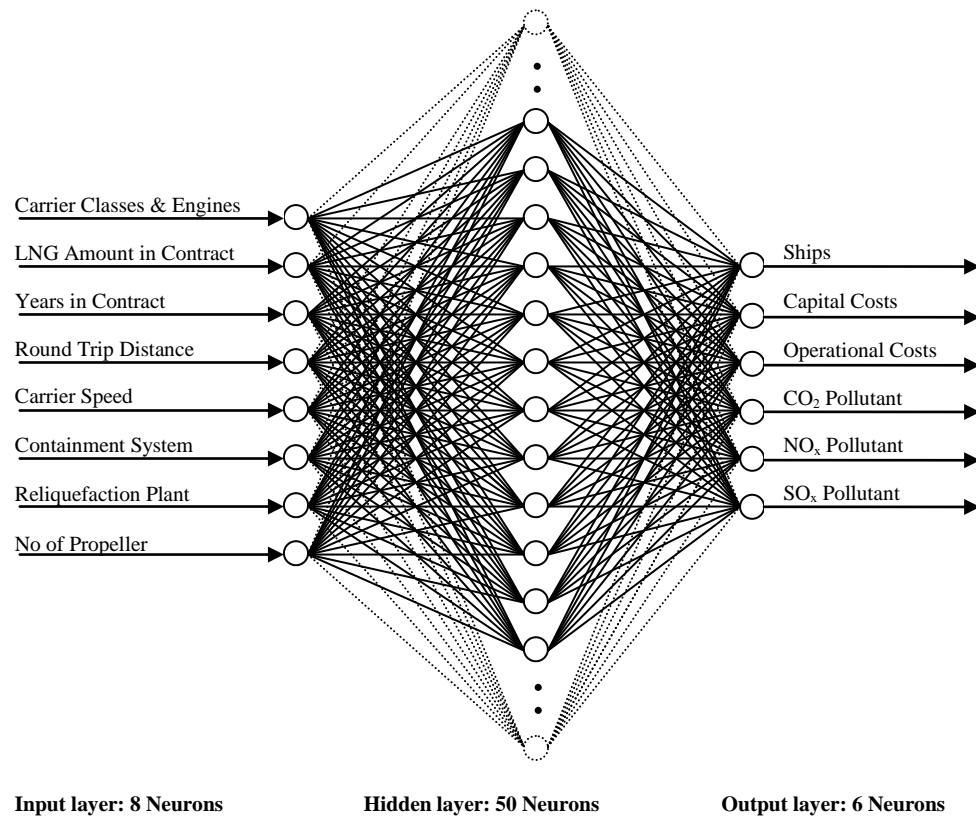 Carrier Classes & Engines
LNG Amount in Contract
Years in Contract
Round Trip Distance
Carrier Speed
Containment System
Reliquefaction Plant
No of Propeller
Ships
Capital Costs
Operational Costs
CO₂ Pollutant
NOₓ Pollutant
SOₓ Pollutant
Input layer: 8 Neurons
Hidden layer: 50 Neurons
Output layer: 6 Neurons